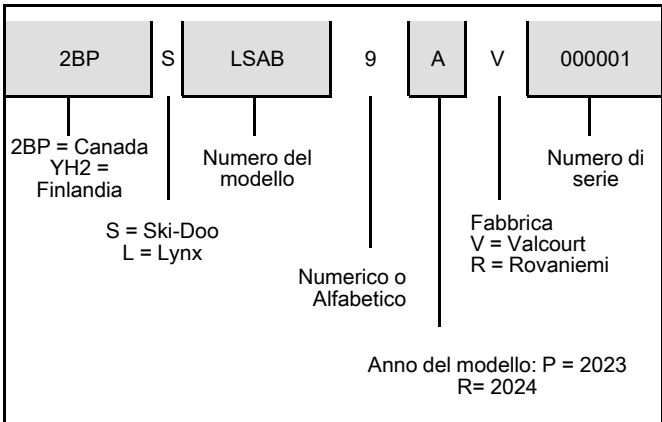 2BP S LSAB 9 A V 000001
2BP = Canada
YH2 =
Finlandia
Numero del
modello
Numero di
serie
S = Ski-Doo
L = Lynx
Fabbrica
V = Valcourt
R = Rovaniemi
Numerico o
Alfabetico
Anno del modello: P = 2023
R= 2024